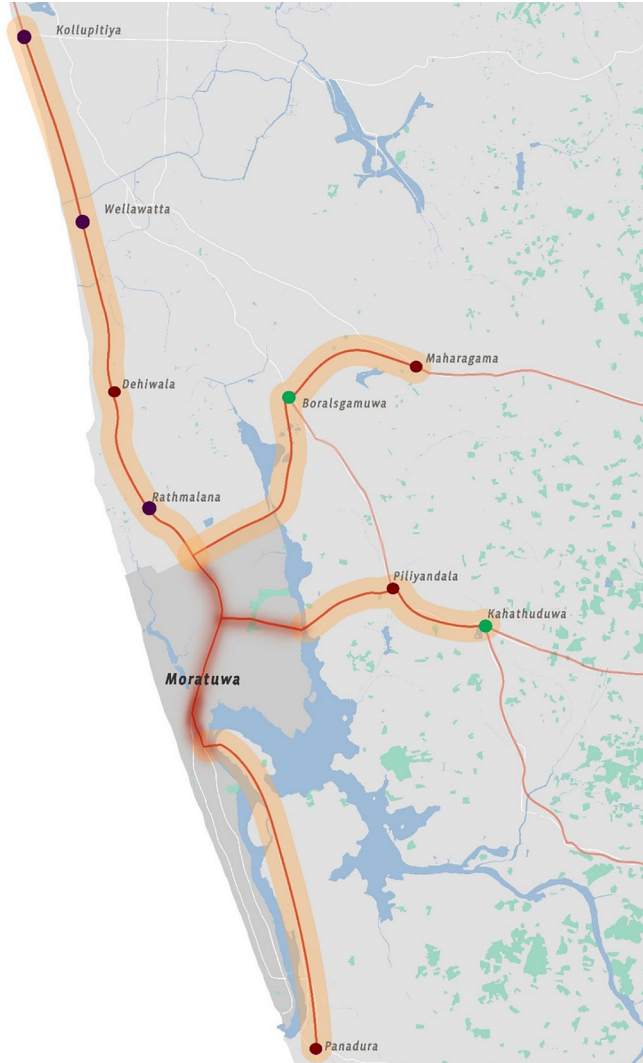 Kollupitiya
Wellawatta
Maharagama
Dehiwala
Boralsgamuwa
Rathmalana
Piliyandala
Kahathuduwa
Moratuwa
Panadura